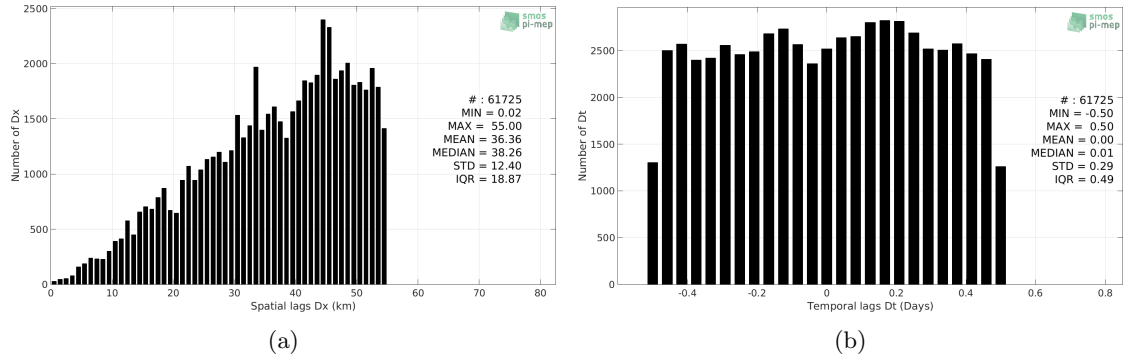 2500
2000
1500
1000
500
0
Number of Dx
0 10 20 30 40 50 60 70 80
Spatial lags Dx (km)
smos
pi-mep
# : 61725
MIN = 0.02
MAX = 55.00
MEAN = 36.36
MEDIAN = 38.26
STD = 12.40
IQR = 18.87
(a)
2500
2000
1500
1000
500
0
Number of Dt
-0.4 -0.2 0 0.2 0.4 0.6 0.8
Temporal lags Dt (Days)
smos
pi-mep
# : 61725
MIN = -0.50
MAX = 0.50
MEAN = 0.00
MEDIAN = 0.01
STD = 0.29
IQR = 0.49
(b)